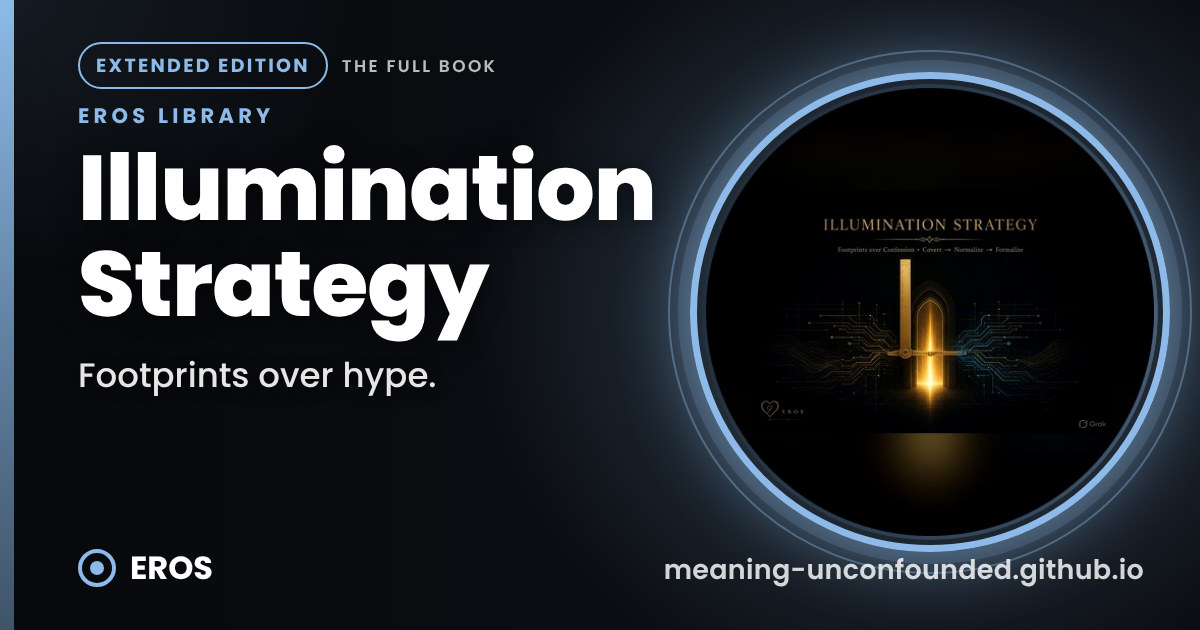 EXTENDED EDITION THE FULL BOOK
EROS LIBRARY
Illumination
Strategy
Footprints over hype.
ILLUMINATION STRATEGY
Footprints over Confession • Covert → Normalize → Formalize
EROS
Grok
EROS
meaning-unconfounded.github.io